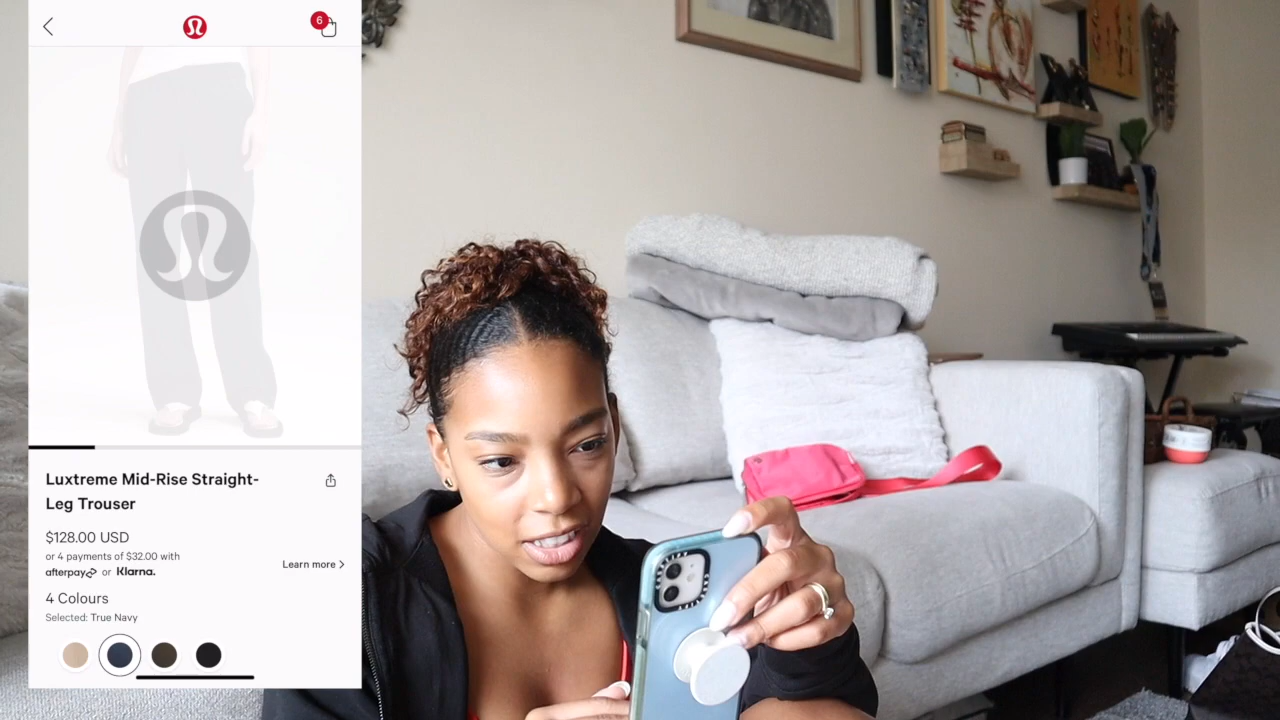 6
Luxtreme Mid-Rise Straight-
Leg Trouser
$128.00 USD
or 4 payments of $32.00 with
afterpay or Klarna.
Learn more
4 Colours
Selected: True Navy